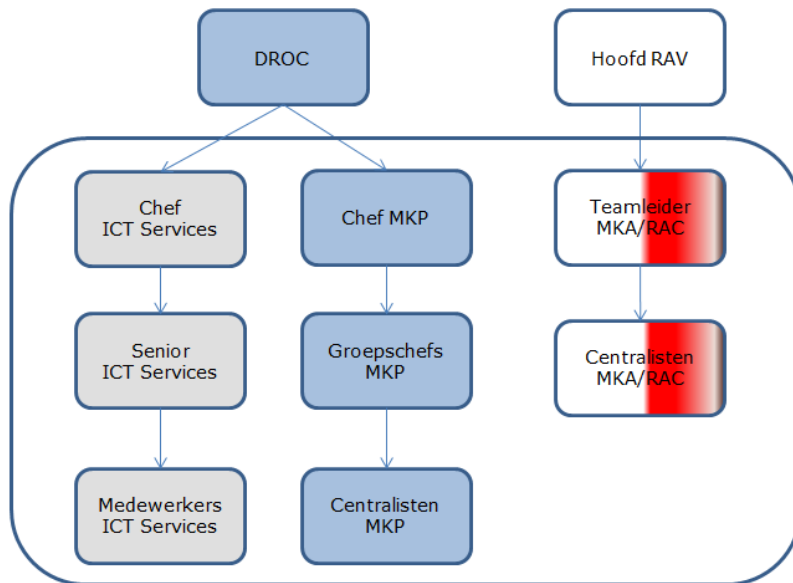 DROC
Hoofd RAV
Chef
ICT Services
Chef MKP
Teamleider
MKA/RAC
Senior
ICT Services
Groepschefs
MKP
Centralisten
MKA/RAC
Medewerkers
ICT Services
Centralisten
MKP